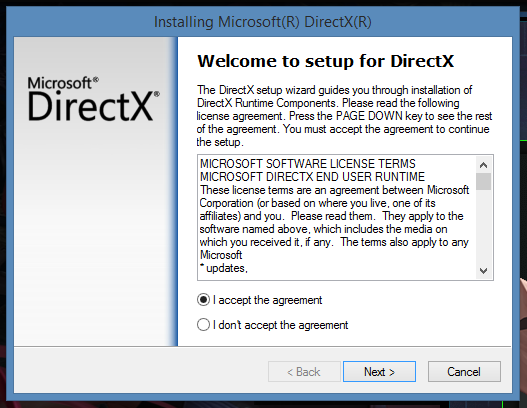 Installing Microsoft(R) DirectX(R)
Microsoft®
DirectX®
Welcome to setup for DirectX
The DirectX setup wizard guides you through installation of
DirectX Runtime Components. Please read the following
license agreement. Press the PAGE DOWN key to see the rest
of the agreement. You must accept the agreement to continue
the setup.
MICROSOFT SOFTWARE LICENSE TERMS
MICROSOFT DIRECTX END USER RUNTIME
These license terms are an agreement between Microsoft
Corporation (or based on where you live, one of its
affiliates) and you. Please read them. They apply to the
software named above, which includes the media on
which you received it, if any. The terms also apply to any
Microsoft
* updates,
I accept the agreement
I don't accept the agreement
< Back
Next >
Cancel